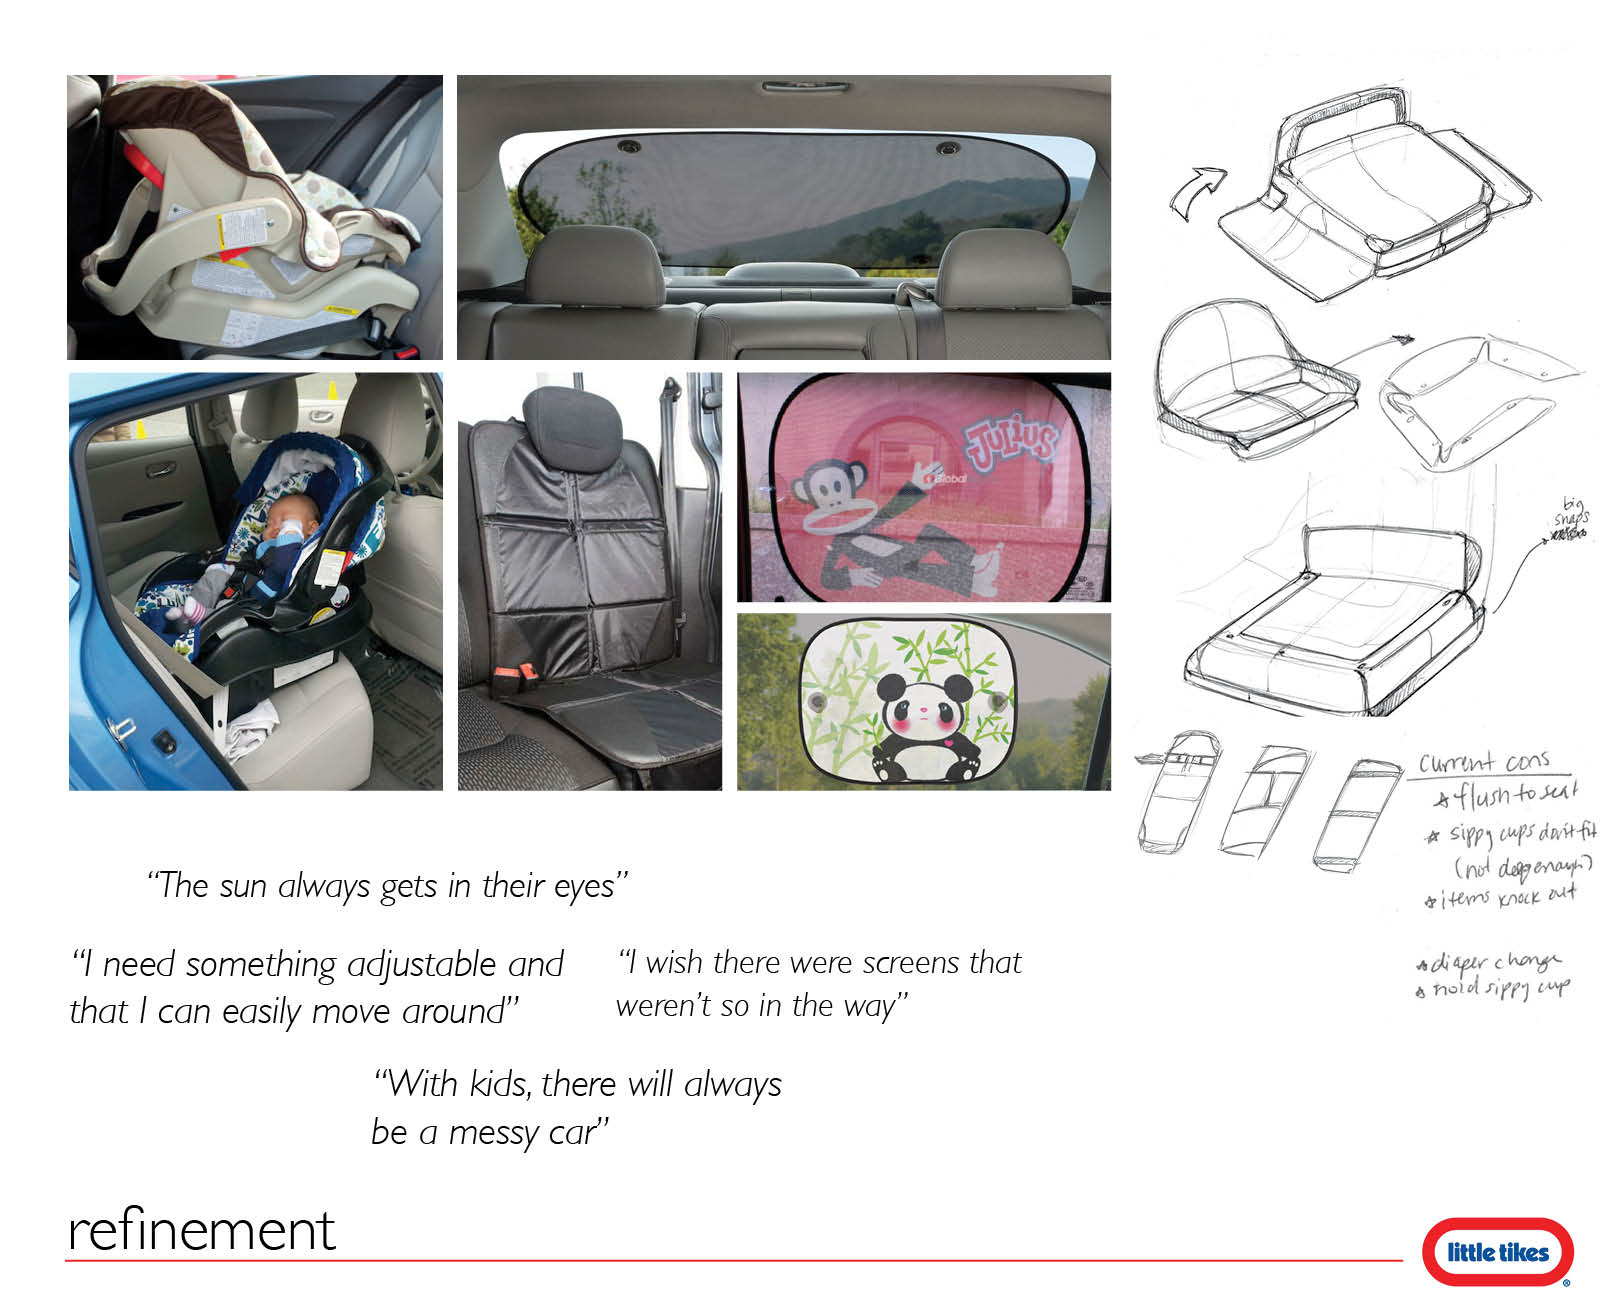 JULIUS
Global
big
snaps
current cons
flush to seat
sippy cups don't fit
(not deep enough)
items knock out
diaper change
hold sippy cup
“The sun always gets in their eyes”
“I need something adjustable and
that I can easily move around”
“I wish there were screens that
weren’t so in the way”
“With kids, there will always
be a messy car”
refinement
little tikes®